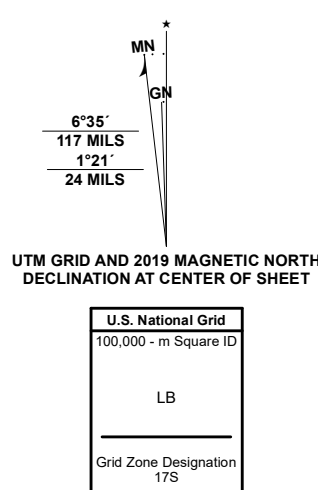 ★
MN
GN
6°35´
117 MILS
1°21´
24 MILS
UTM GRID AND 2019 MAGNETIC NORTH
DECLINATION AT CENTER OF SHEET
U.S. National Grid
100,000 - m Square ID
LB
Grid Zone Designation
17S